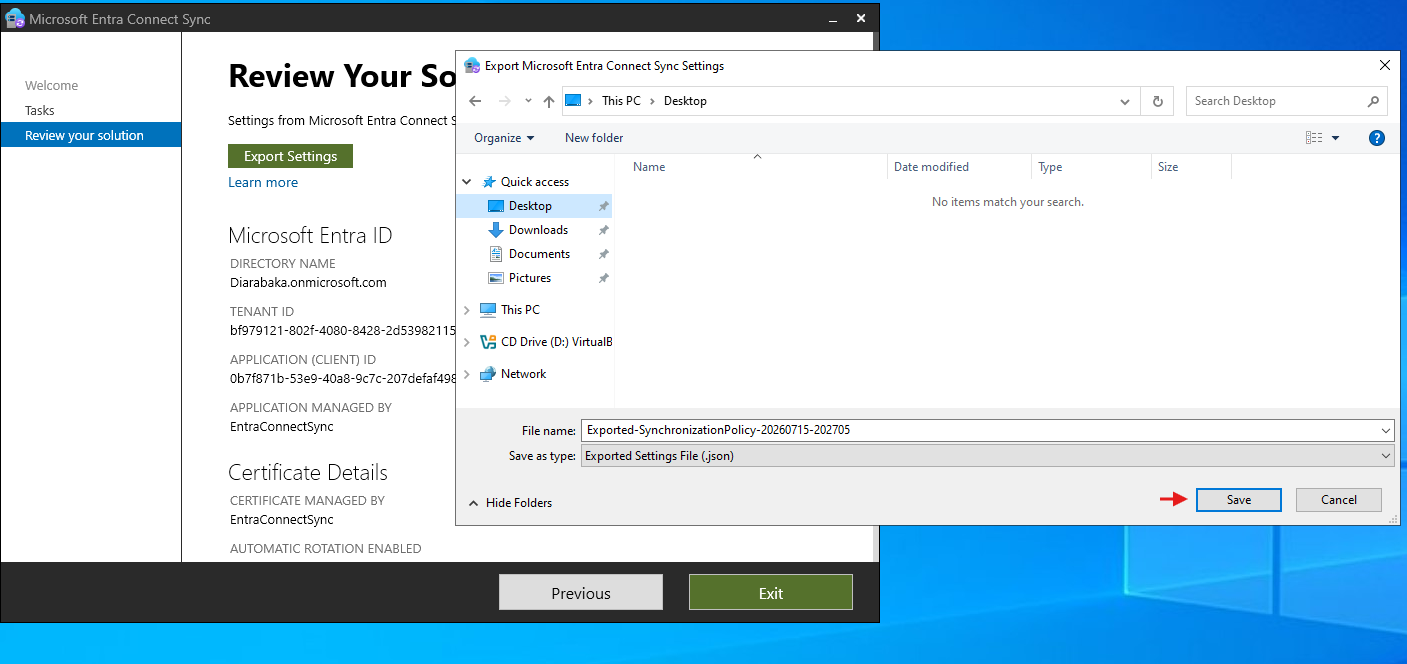 Microsoft Entra Connect Sync
Welcome
Tasks
Review your solution
Review Your So
Settings from Microsoft Entra Connect S
Export Settings
Learn more
Microsoft Entra ID
DIRECTORY NAME
Diarabaka.onmicrosoft.com
TENANT ID
bf979121-802f-4080-8428-2d53982115
APPLICATION (CLIENT) ID
0b7f871b-53e9-40a8-9c7c-207defaf498
APPLICATION MANAGED BY
EntraConnectSync
Certificate Details
CERTIFICATE MANAGED BY
EntraConnectSync
AUTOMATIC ROTATION ENABLED
Previous
Exit
Export Microsoft Entra Connect Sync Settings
This PC
Desktop
Search Desktop
Organize
New folder
Name
Date modified
Type
Size
No items match your search.
Quick access
Desktop
Downloads
Documents
Pictures
This PC
CD Drive (D:) VirtualB
Network
File name:
Exported-SynchronizationPolicy-20260715-202705
Save as type:
Exported Settings File (.json)
Hide Folders
Save
Cancel